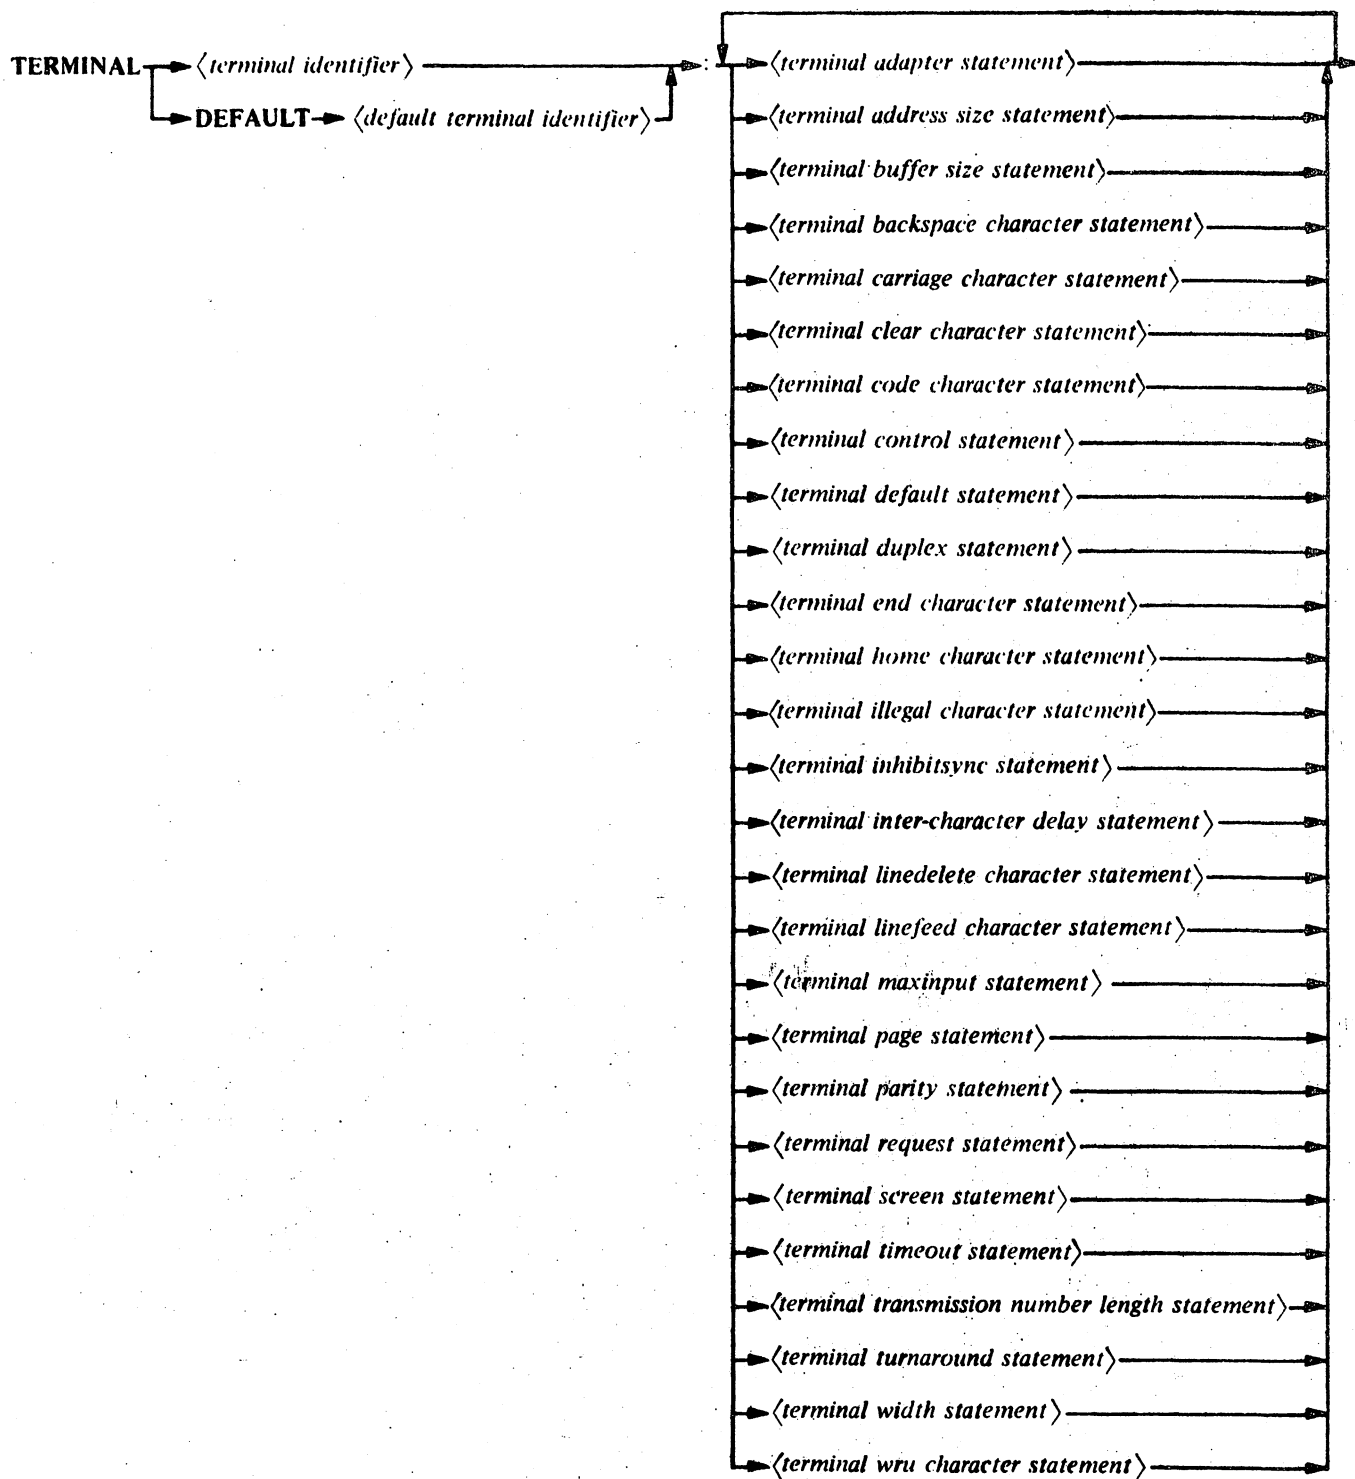 TERMINAL ⟨terminal identifier⟩ : ⟨terminal adapter statement⟩
DEFAULT ⟨default terminal identifier⟩ ⟨terminal address size statement⟩
⟨terminal buffer size statement⟩
⟨terminal backspace character statement⟩
⟨terminal carriage character statement⟩
⟨terminal clear character statement⟩
⟨terminal code character statement⟩
⟨terminal control statement⟩
⟨terminal default statement⟩
⟨terminal duplex statement⟩
⟨terminal end character statement⟩
⟨terminal home character statement⟩
⟨terminal illegal character statement⟩
⟨terminal inhibitsync statement⟩
⟨terminal inter-character delay statement⟩
⟨terminal linedelete character statement⟩
⟨terminal linefeed character statement⟩
⟨terminal maxinput statement⟩
⟨terminal page statement⟩
⟨terminal parity statement⟩
⟨terminal request statement⟩
⟨terminal screen statement⟩
⟨terminal timeout statement⟩
⟨terminal transmission number length statement⟩
⟨terminal turnaround statement⟩
⟨terminal width statement⟩
⟨terminal wru character statement⟩